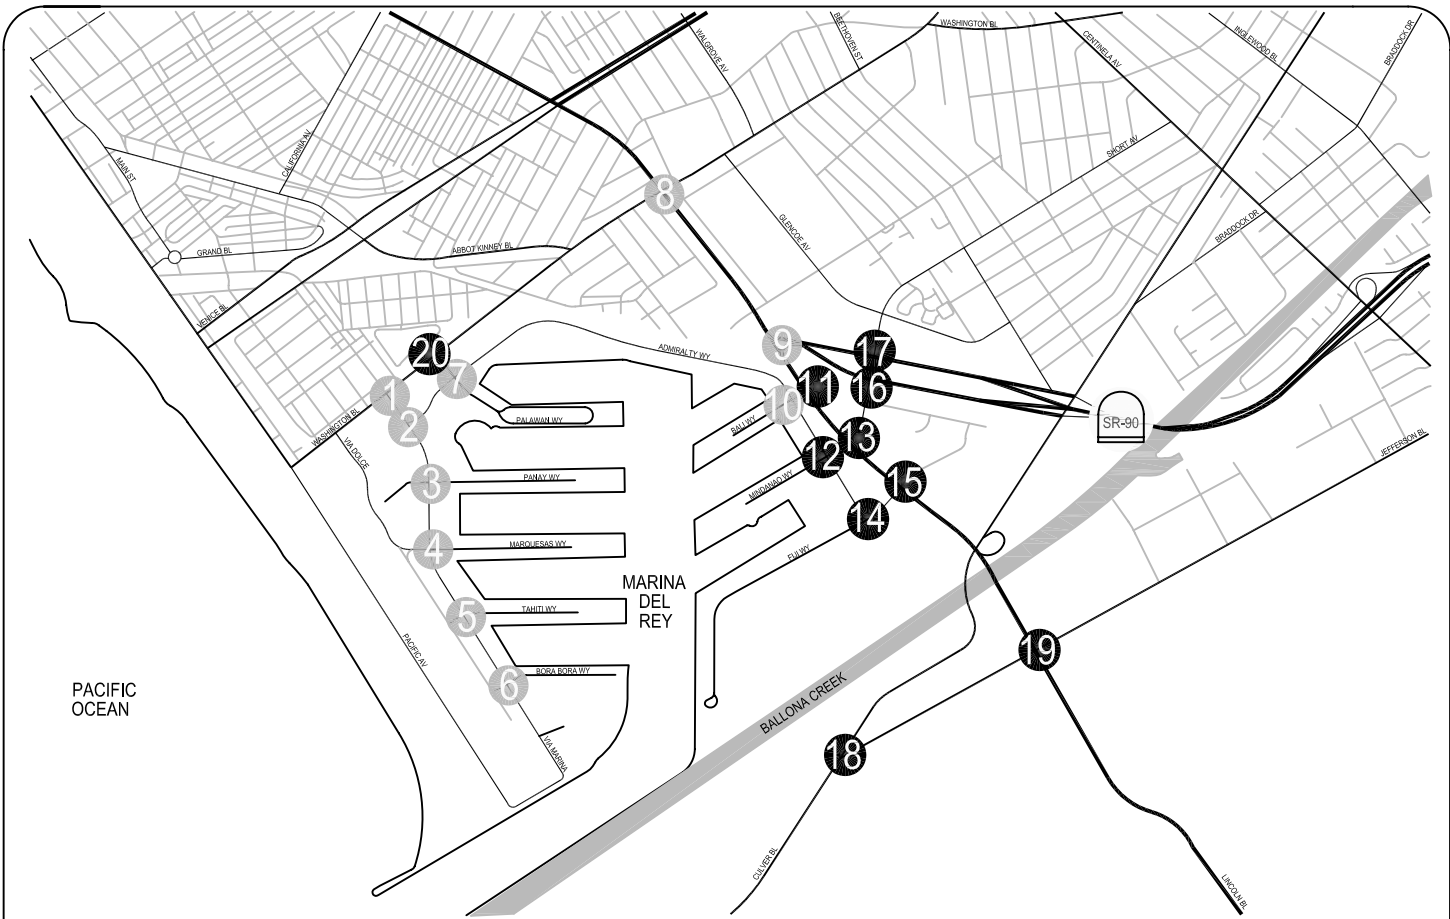 WASHINGTON BL
BEETHOVEN ST
WALGROVE AV
CENTINELA AV
INGLEWOOD BL
BRADDOCK DR
CALIFORNIA AV
MAIN ST
SHORT AV
8
GLENCOE AV
BRADDOCK DR
GRAND BL
ABBOT KINNEY BL
VENICE BL
20
9
17
ADMIRALTY WY
7
1
11
16
10
SR-90
PALAWAN WY
BALI WY
2
WASHINGTON BL
13
JEFFERSON BL
VIA DOLCE
12
3
PANAY WY
MINDANAO WY
15
14
4
MARQUESAS WY
FIJI WY
MARINA
DEL
REY
5
TAHITI WY
PACIFIC AV
19
6
BORA BORA WY
PACIFIC
OCEAN
BALLONA CREEK
VIA MARINA
18
CULVER BL
LINCOLN BL